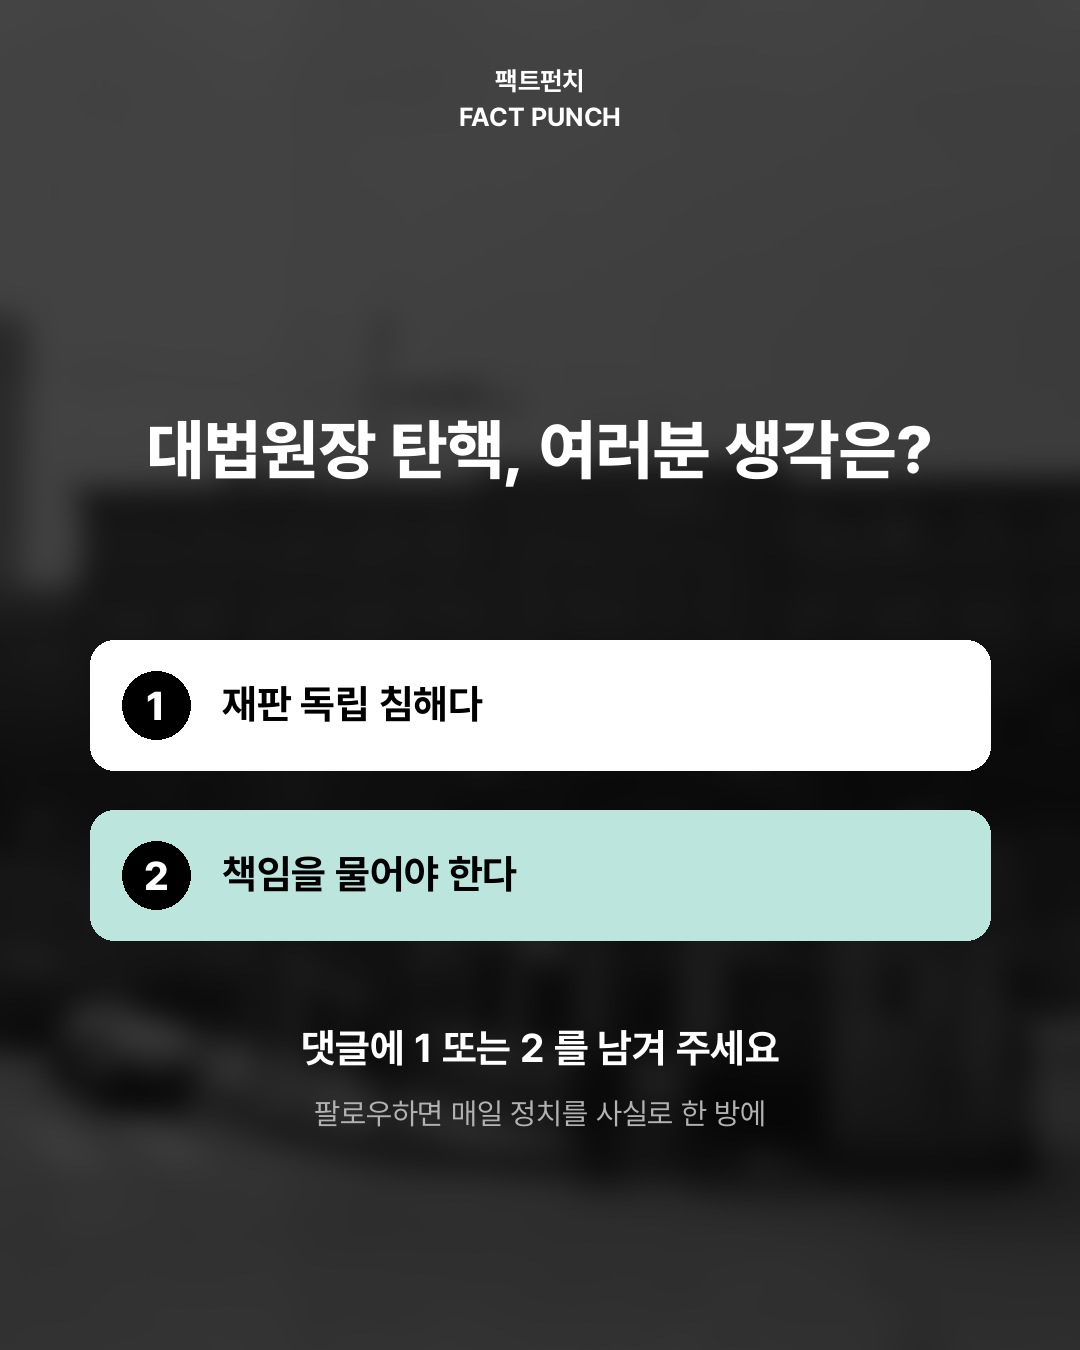 팩트펀치
FACT PUNCH
대법원장 탄핵, 여러분 생각은?
1 재판 독립 침해다
2 책임을 물어야 한다
댓글에 1 또는 2 를 남겨 주세요
팔로우하면 매일 정치를 사실로 한 방에